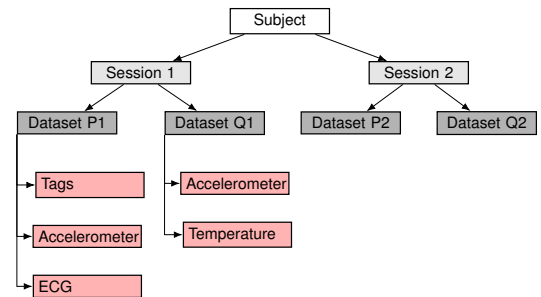 Subject
Session 1
Session 2
Dataset P1
Dataset Q1
Dataset P2
Dataset Q2
Tags
Accelerometer
Accelerometer
Temperature
ECG